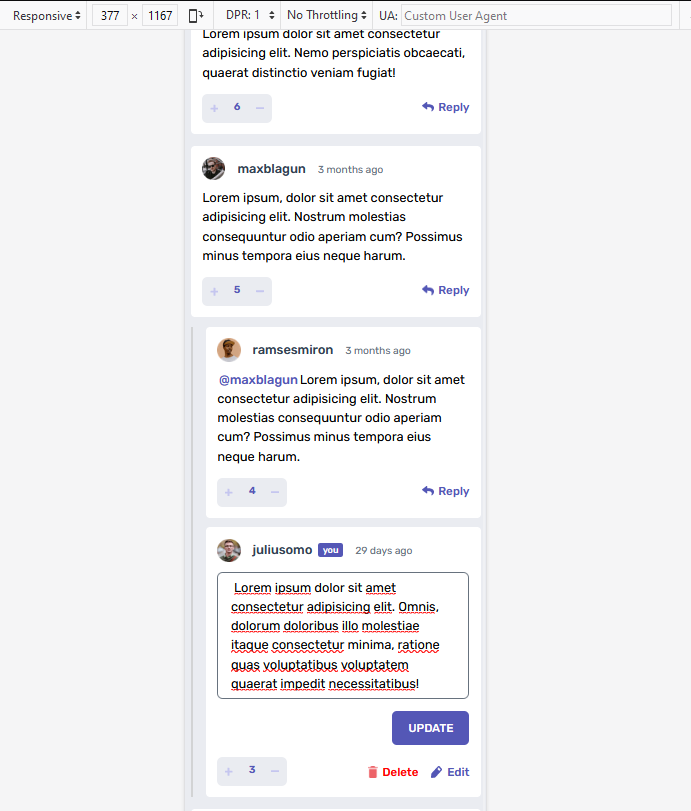 Responsive 377 × 1167 DPR: 1 No Throttling UA: Custom User Agent
Lorem ipsum dolor sit amet consectetur
adipisicing elit. Nemo perspiciatis obcaecati,
quaerat distinctio veniam fugiat!
+ 6 − Reply
maxblagun 3 months ago
Lorem ipsum, dolor sit amet consectetur
adipisicing elit. Nostrum molestias
consequuntur odio aperiam cum? Possimus
minus tempora eius neque harum.
+ 5 − Reply
ramsesmiron 3 months ago
@maxblagun Lorem ipsum, dolor sit amet
consectetur adipisicing elit. Nostrum
molestias consequuntur odio aperiam
cum? Possimus minus tempora eius
neque harum.
+ 4 − Reply
juliusomo you 29 days ago
Lorem ipsum dolor sit amet
consectetur adipisicing elit. Omnis,
dolorum doloribus illo molestiae
itaque consectetur minima, ratione
quas voluptatibus voluptatem
quaerat impedit necessitatibus!
UPDATE
+ 3 − Delete Edit